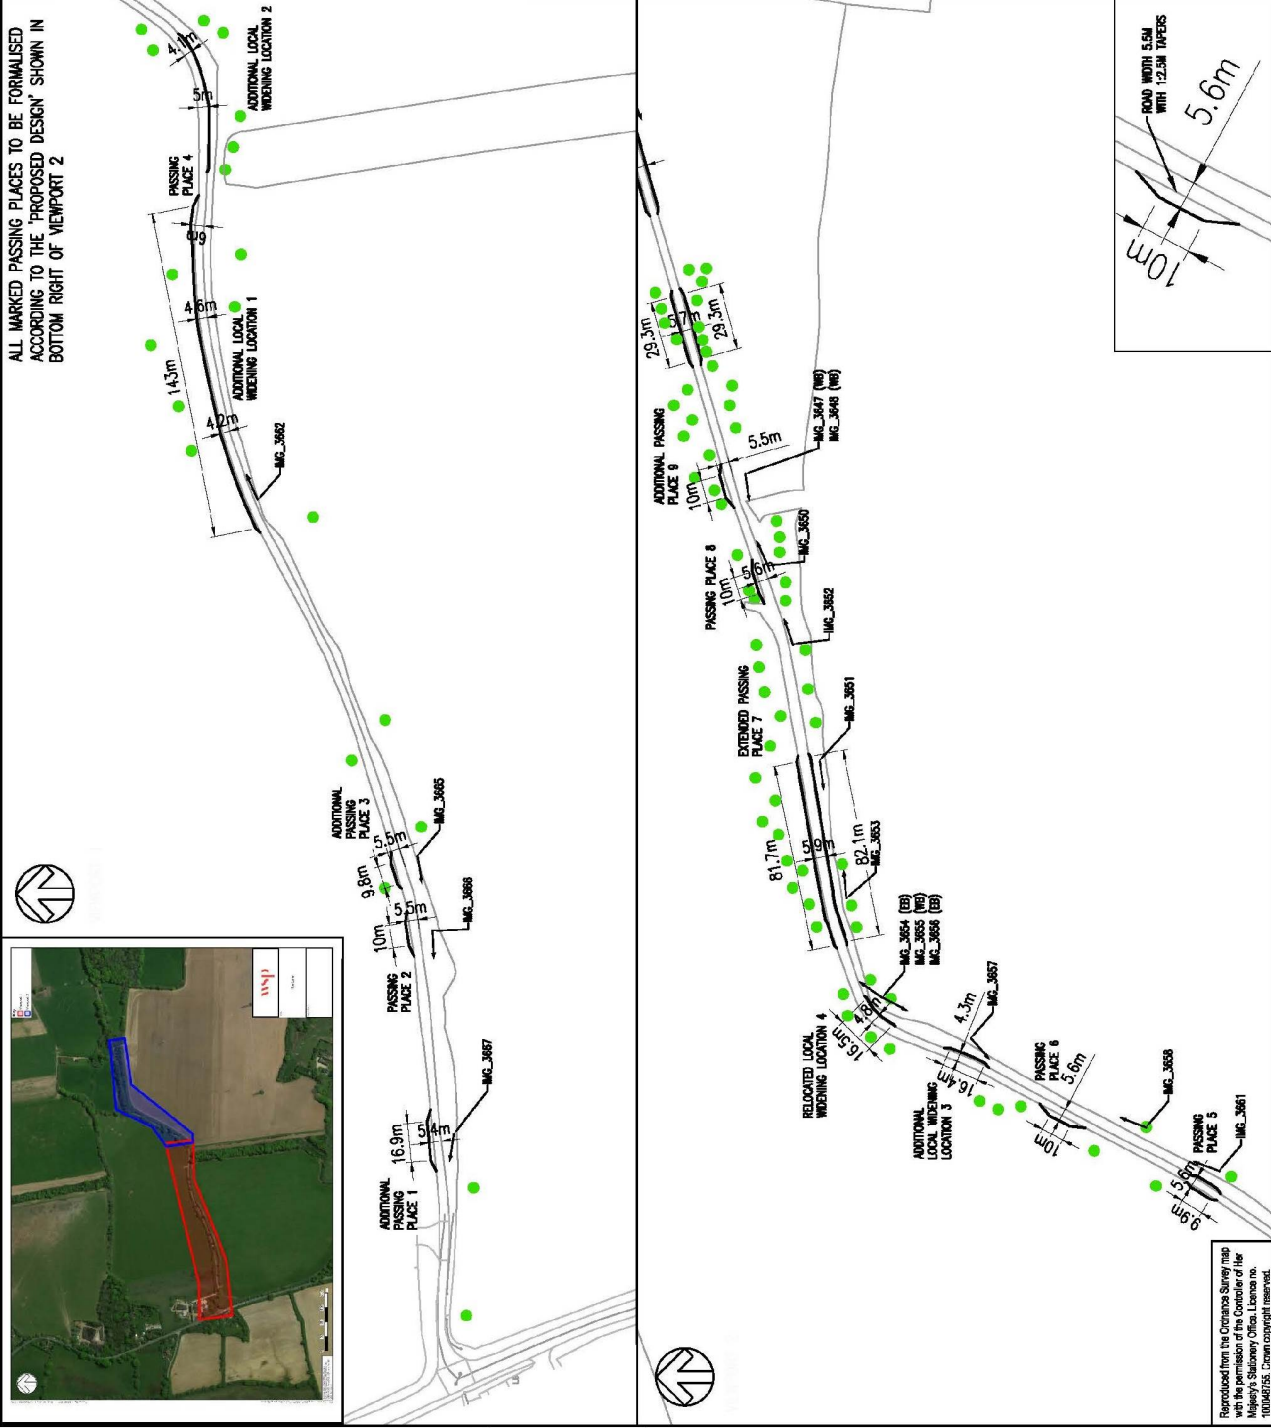 ALL MARKED PASSING PLACES TO BE FORMALISED
ACCORDING TO THE 'PROPOSED DESIGN' SHOWN IN
BOTTOM RIGHT OF VIEWPORT 2
wsp
ADDITIONAL
PASSING
PLACE 1
16.9m
5.4m
IMG_3667
PASSING
PLACE 2
10m
5.5m
IMG_3666
ADDITIONAL
PASSING
PLACE 3
9.8m
5.5m
IMG_3665
IMG_3662
143m
4.2m
4.6m
6m
ADDITIONAL LOCAL
WIDENING LOCATION 1
PASSING
PLACE 4
5m
4.1m
ADDITIONAL LOCAL
WIDENING LOCATION 2
PASSING
PLACE 5
9.9m
5.6m
IMG_3661
IMG_3658
PASSING
PLACE 6
10m
5.6m
ADDITIONAL
LOCAL WIDENING
LOCATION 3
16.4m
4.3m
IMG_3657
RELOCATED LOCAL
WIDENING LOCATION 4
16.5m
4.8m
IMG_3654 (EB)
IMG_3655 (WB)
IMG_3656 (EB)
EXTENDED PASSING
PLACE 7
81.7m
5.9m
82.1m
IMG_3653
IMG_3651
IMG_3652
PASSING PLACE 8
10m
5.6m
IMG_3650
ADDITIONAL PASSING
PLACE 9
10m
5.5m
IMG_3647 (WB)
IMG_3648 (WB)
29.3m
5.7m
29.3m
ROAD WIDTH 5.5M
WITH 1:2.5M TAPERS
10m
5.6m
Reproduced from the Ordnance Survey map
with the permission of the Controller of Her
Majesty's Stationery Office. Licence no.
100048755. Crown copyright reserved.